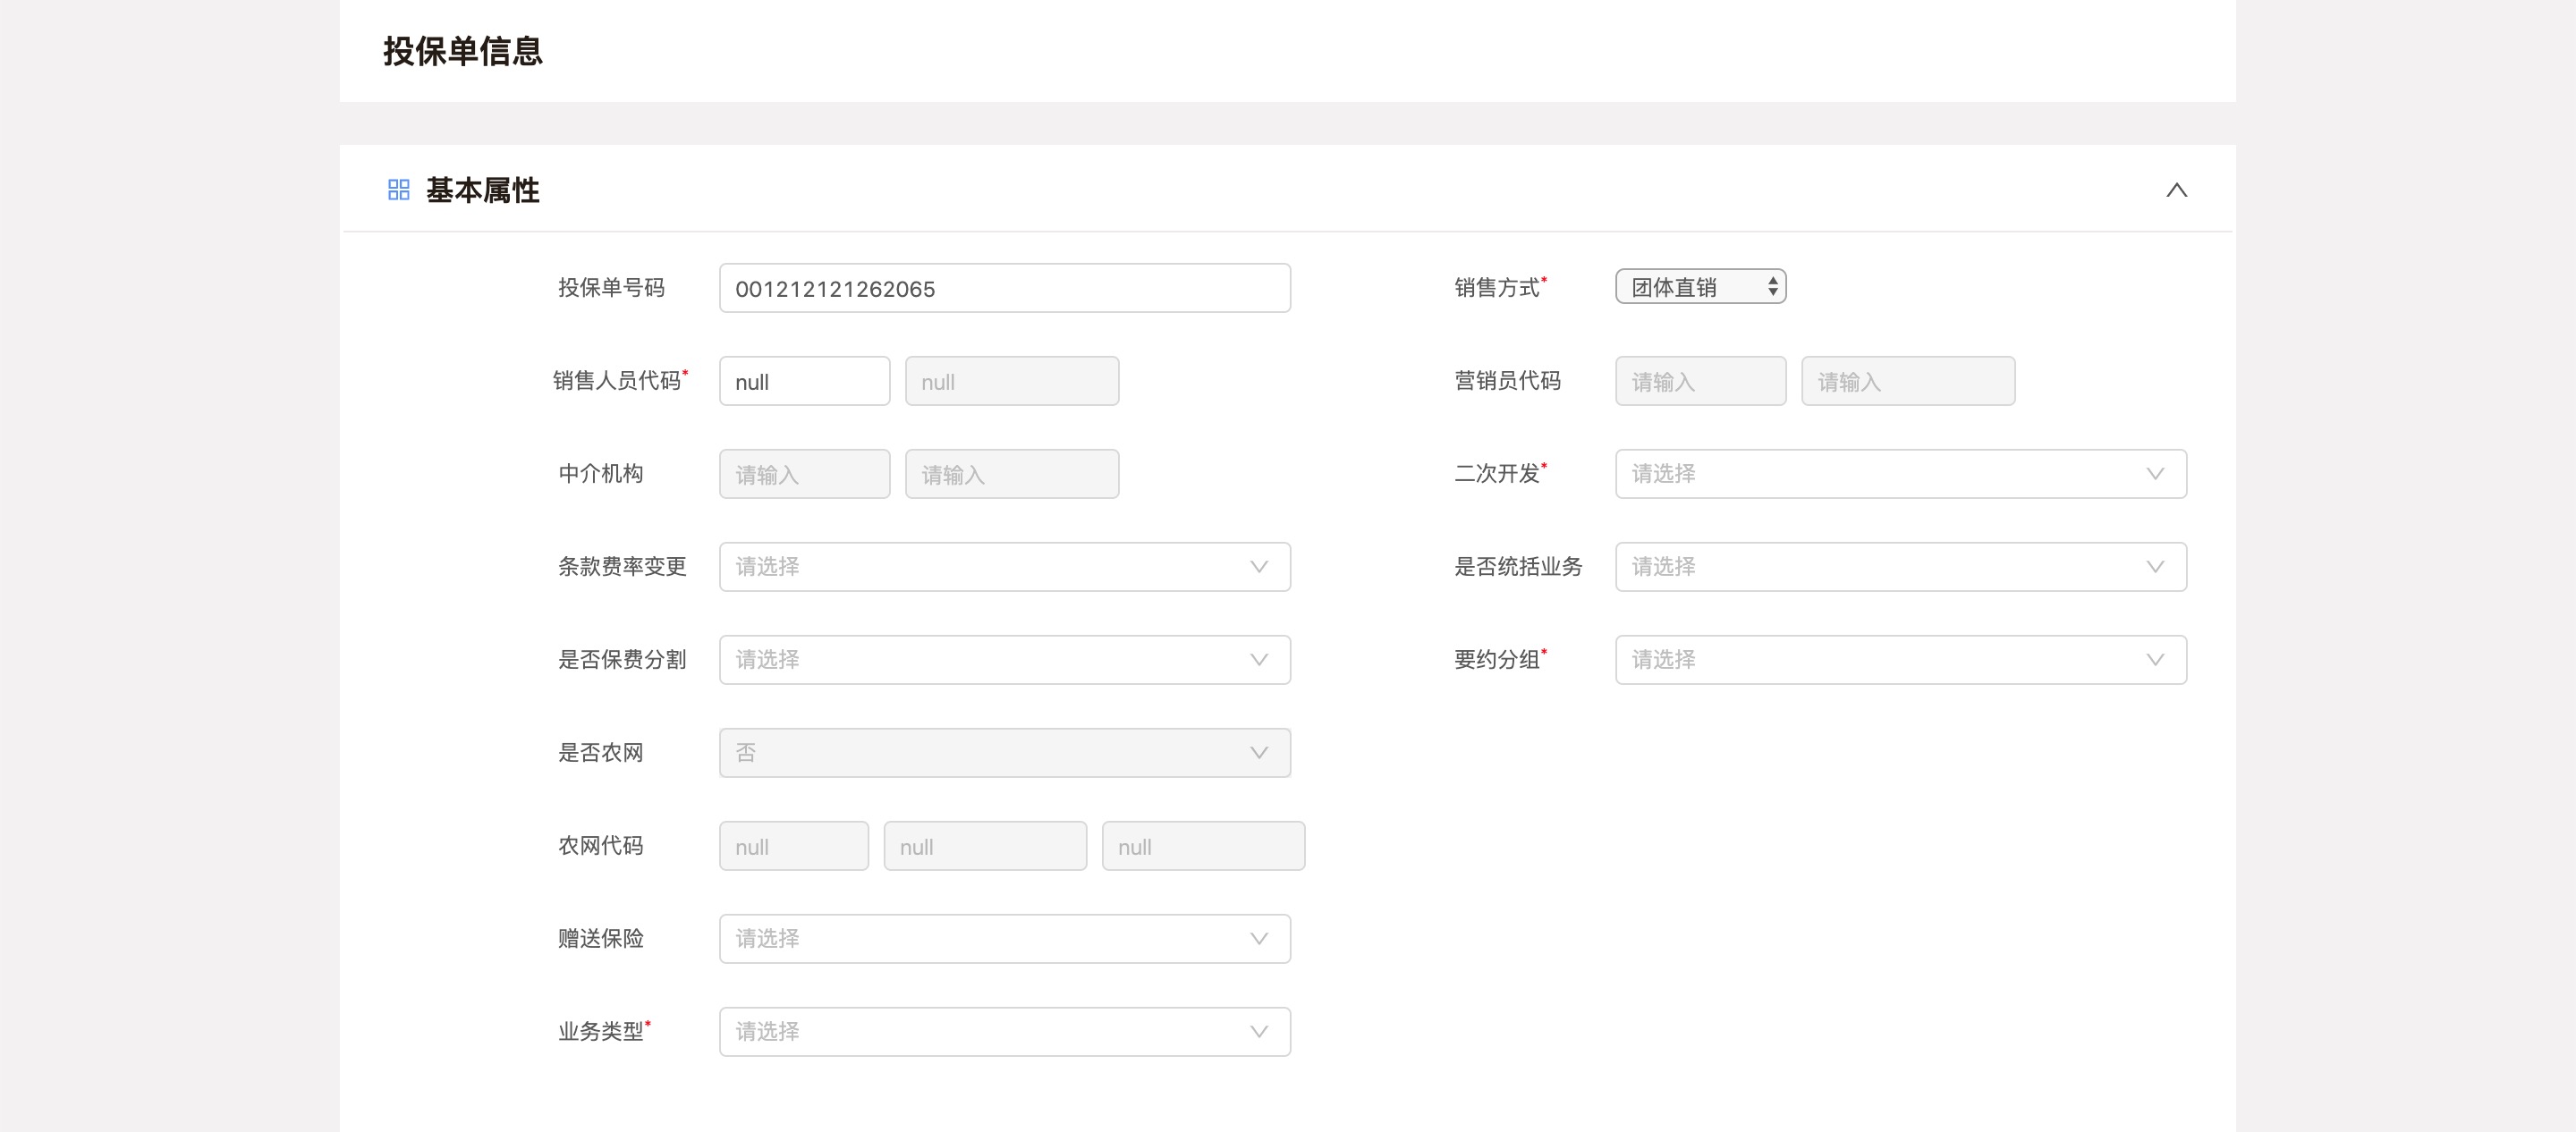 投保单信息
基本属性
投保单号码 001212121262065 销售方式* 团体直销
销售人员代码* null null 营销员代码 请输入 请输入
中介机构 请输入 请输入 二次开发* 请选择
条款费率变更 请选择 是否统括业务 请选择
是否保费分割 请选择 要约分组* 请选择
是否农网 否
农网代码 null null null
赠送保险 请选择
业务类型* 请选择